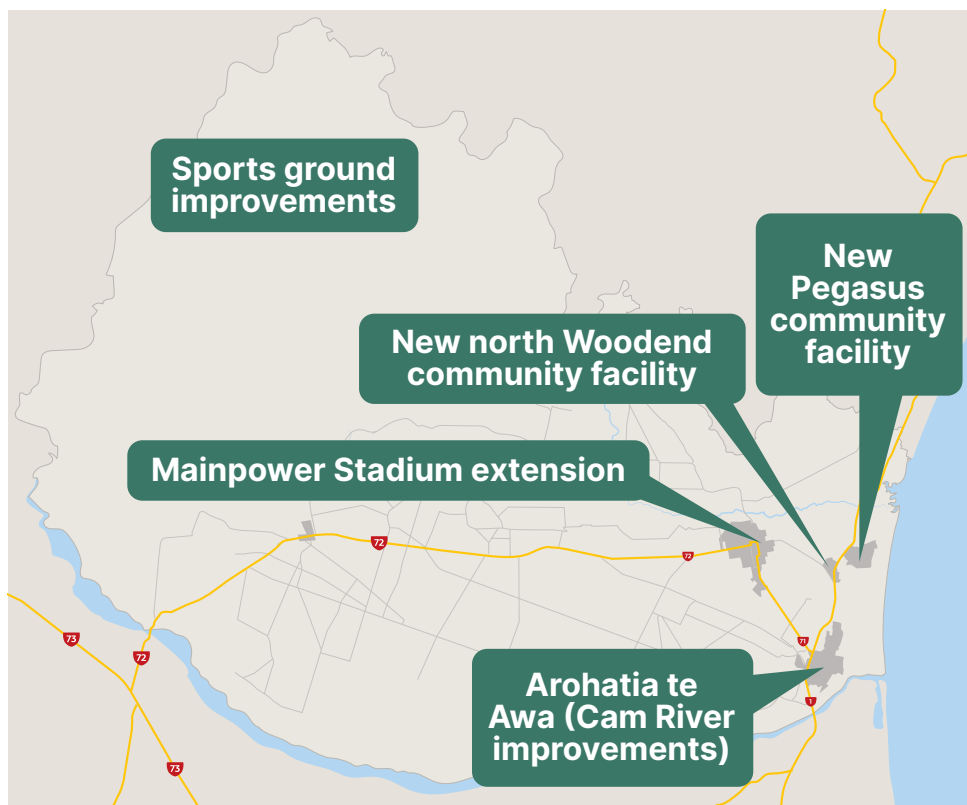 Sports ground
improvements
New
Pegasus
community
facility
New north Woodend
community facility
Mainpower Stadium extension
72
72
71
73
72
1
73
Arohatia te
Awa (Cam River
improvements)